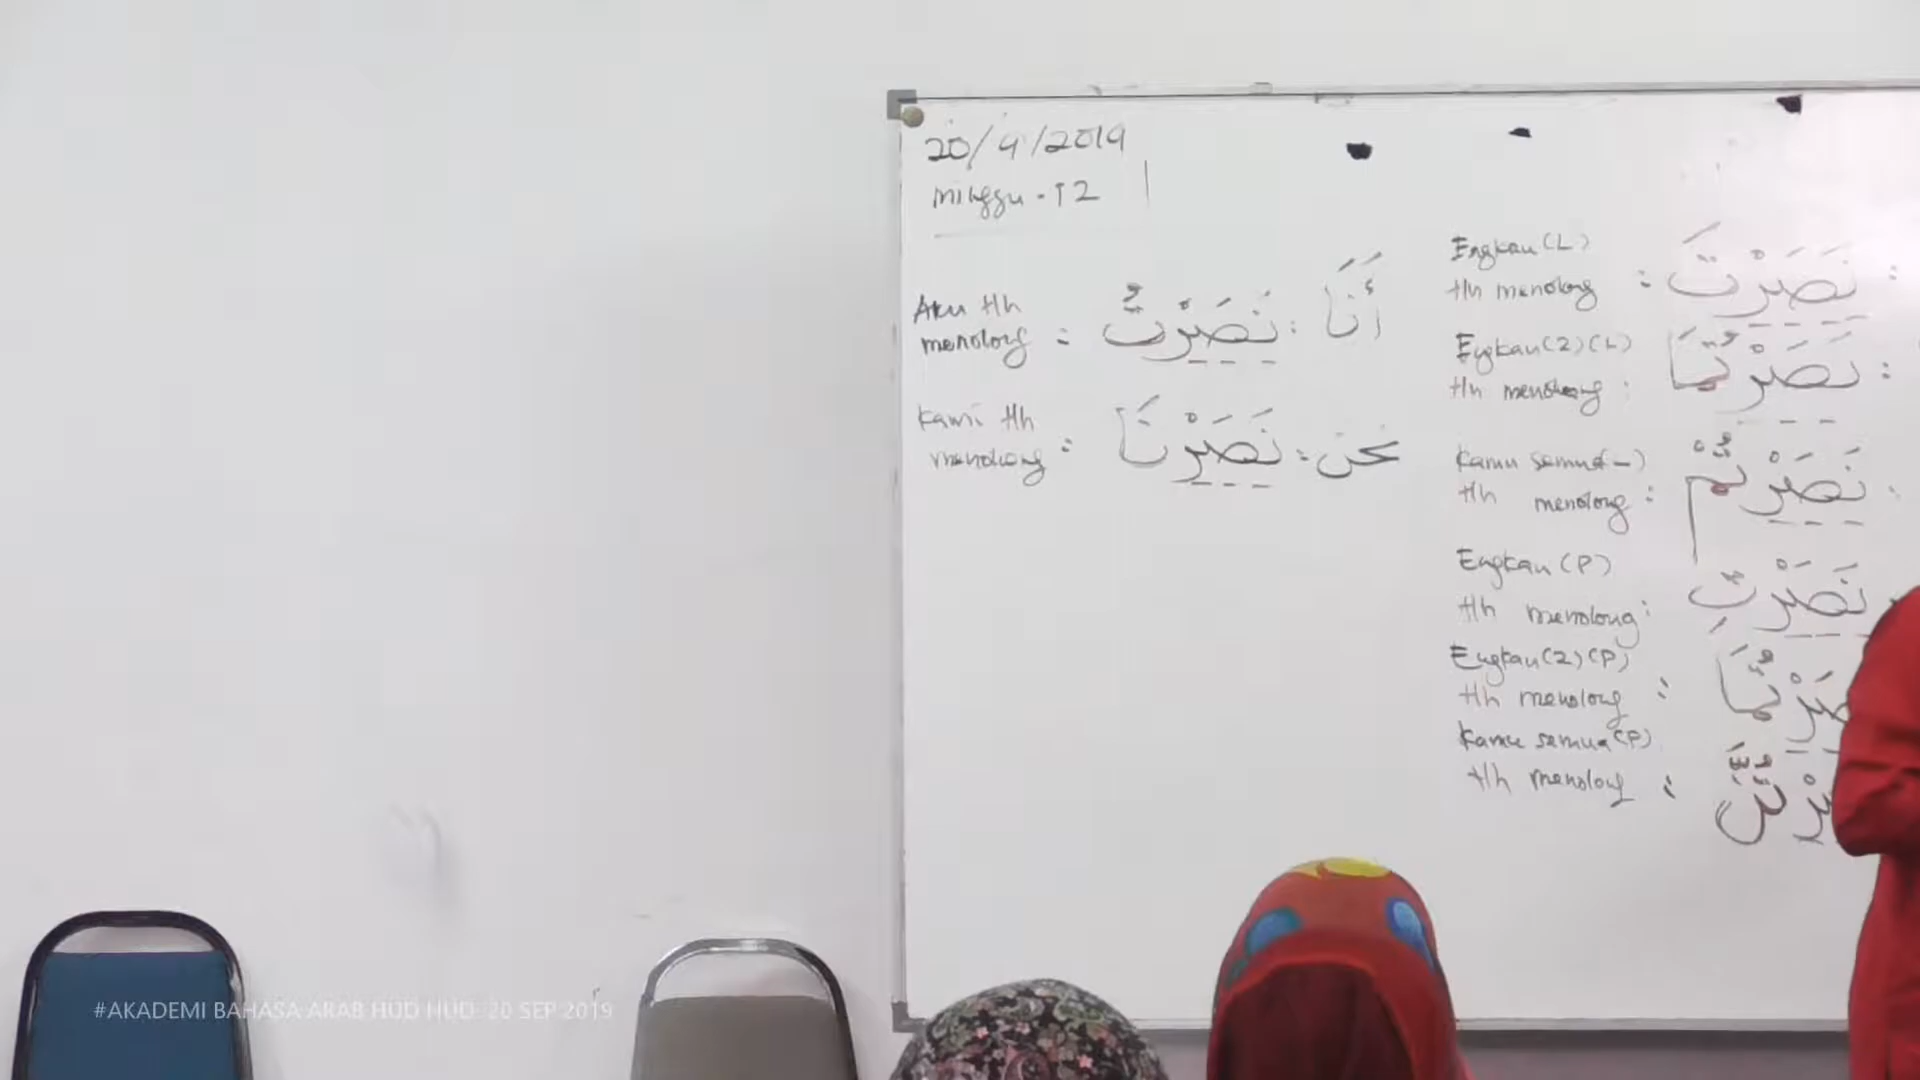 20/9/2019
minggu - 12
Aku tlh
menolong : نَصَرْتُ : أَنَا
Kami tlh
menolong : نَصَرْنَا : نحن
Engkau (L)
tlh menolong : نَصَرْتَ :
Engkau (2) (L)
tlh menolong : نَصَرْتُمَا :
Kamu semua
tlh menolong : نَصَرْتُمْ :
Engkau (P)
tlh menolong : نَصَرْتِ
Engkau (2) (P)
tlh menolong :
Kamu semua (P)
tlh menolong :
#AKADEMI BAHASA ARAB HUD HUD 20 SEP 2019